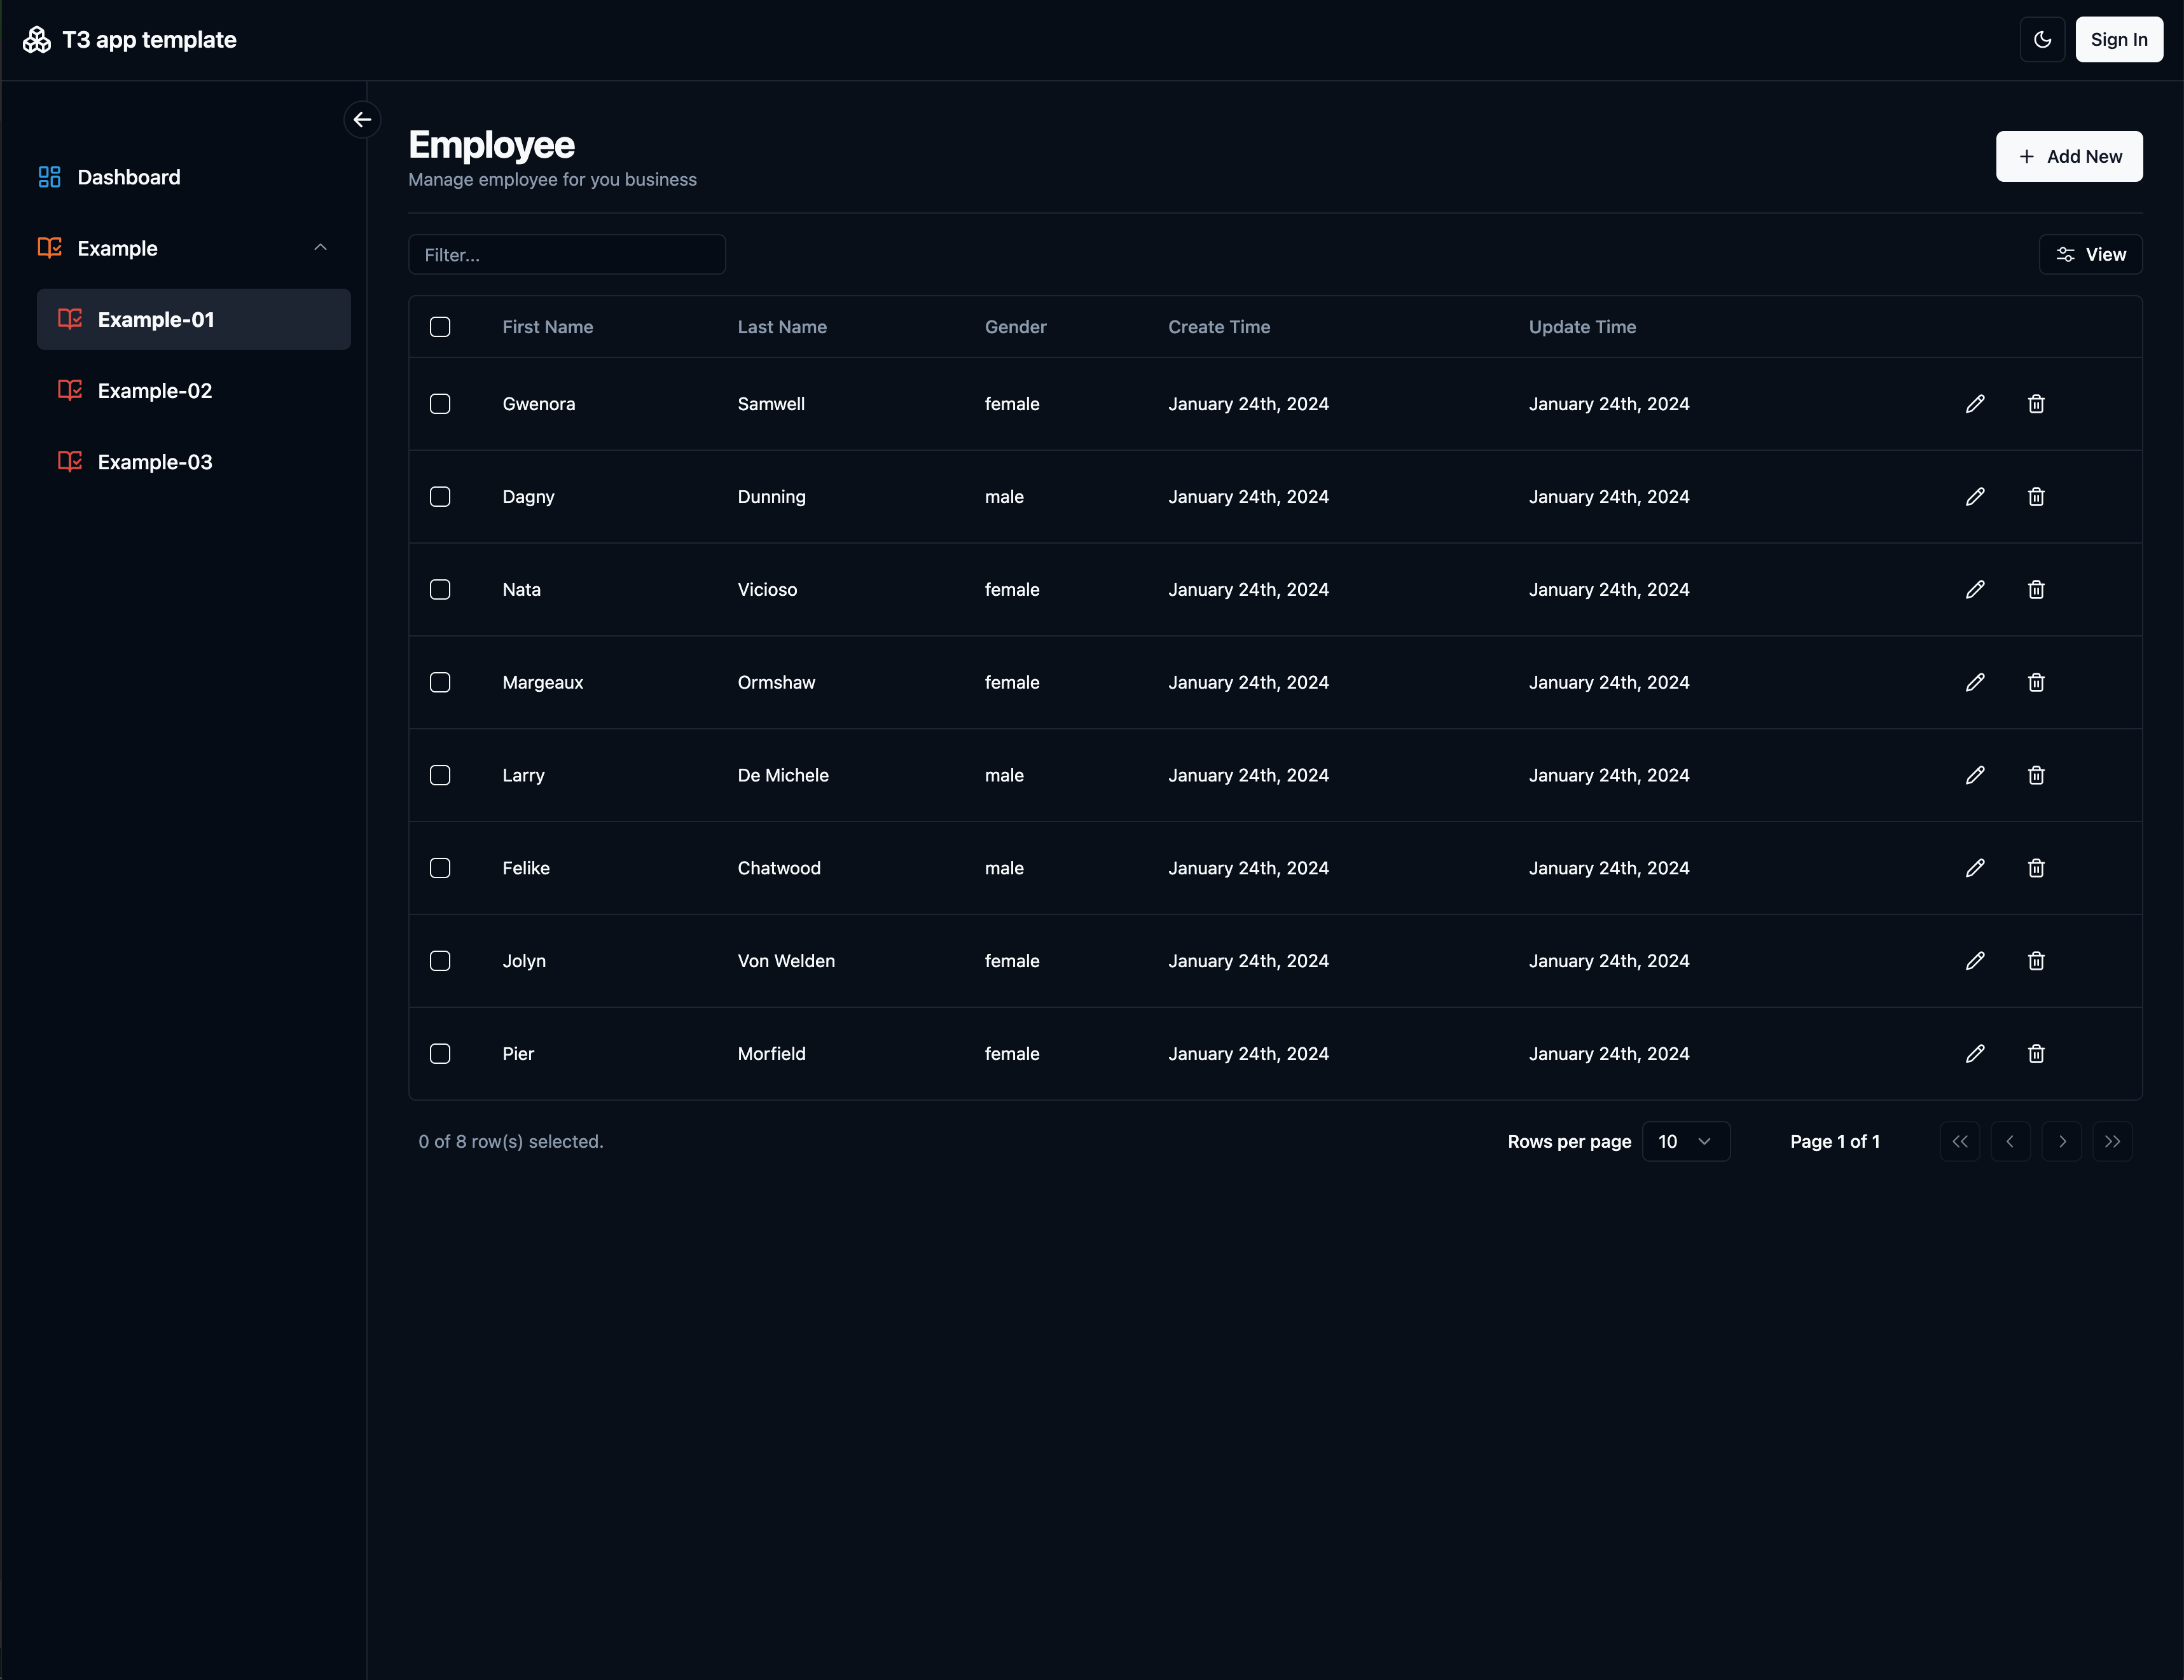 T3 app template
Sign In
Dashboard
Example
Example-01
Example-02
Example-03
Employee
Manage employee for you business
Add New
Filter...
View
First Name Last Name Gender Create Time Update Time
Gwenora Samwell female January 24th, 2024 January 24th, 2024
Dagny Dunning male January 24th, 2024 January 24th, 2024
Nata Vicioso female January 24th, 2024 January 24th, 2024
Margeaux Ormshaw female January 24th, 2024 January 24th, 2024
Larry De Michele male January 24th, 2024 January 24th, 2024
Felike Chatwood male January 24th, 2024 January 24th, 2024
Jolyn Von Welden female January 24th, 2024 January 24th, 2024
Pier Morfield female January 24th, 2024 January 24th, 2024
0 of 8 row(s) selected. Rows per page 10 Page 1 of 1